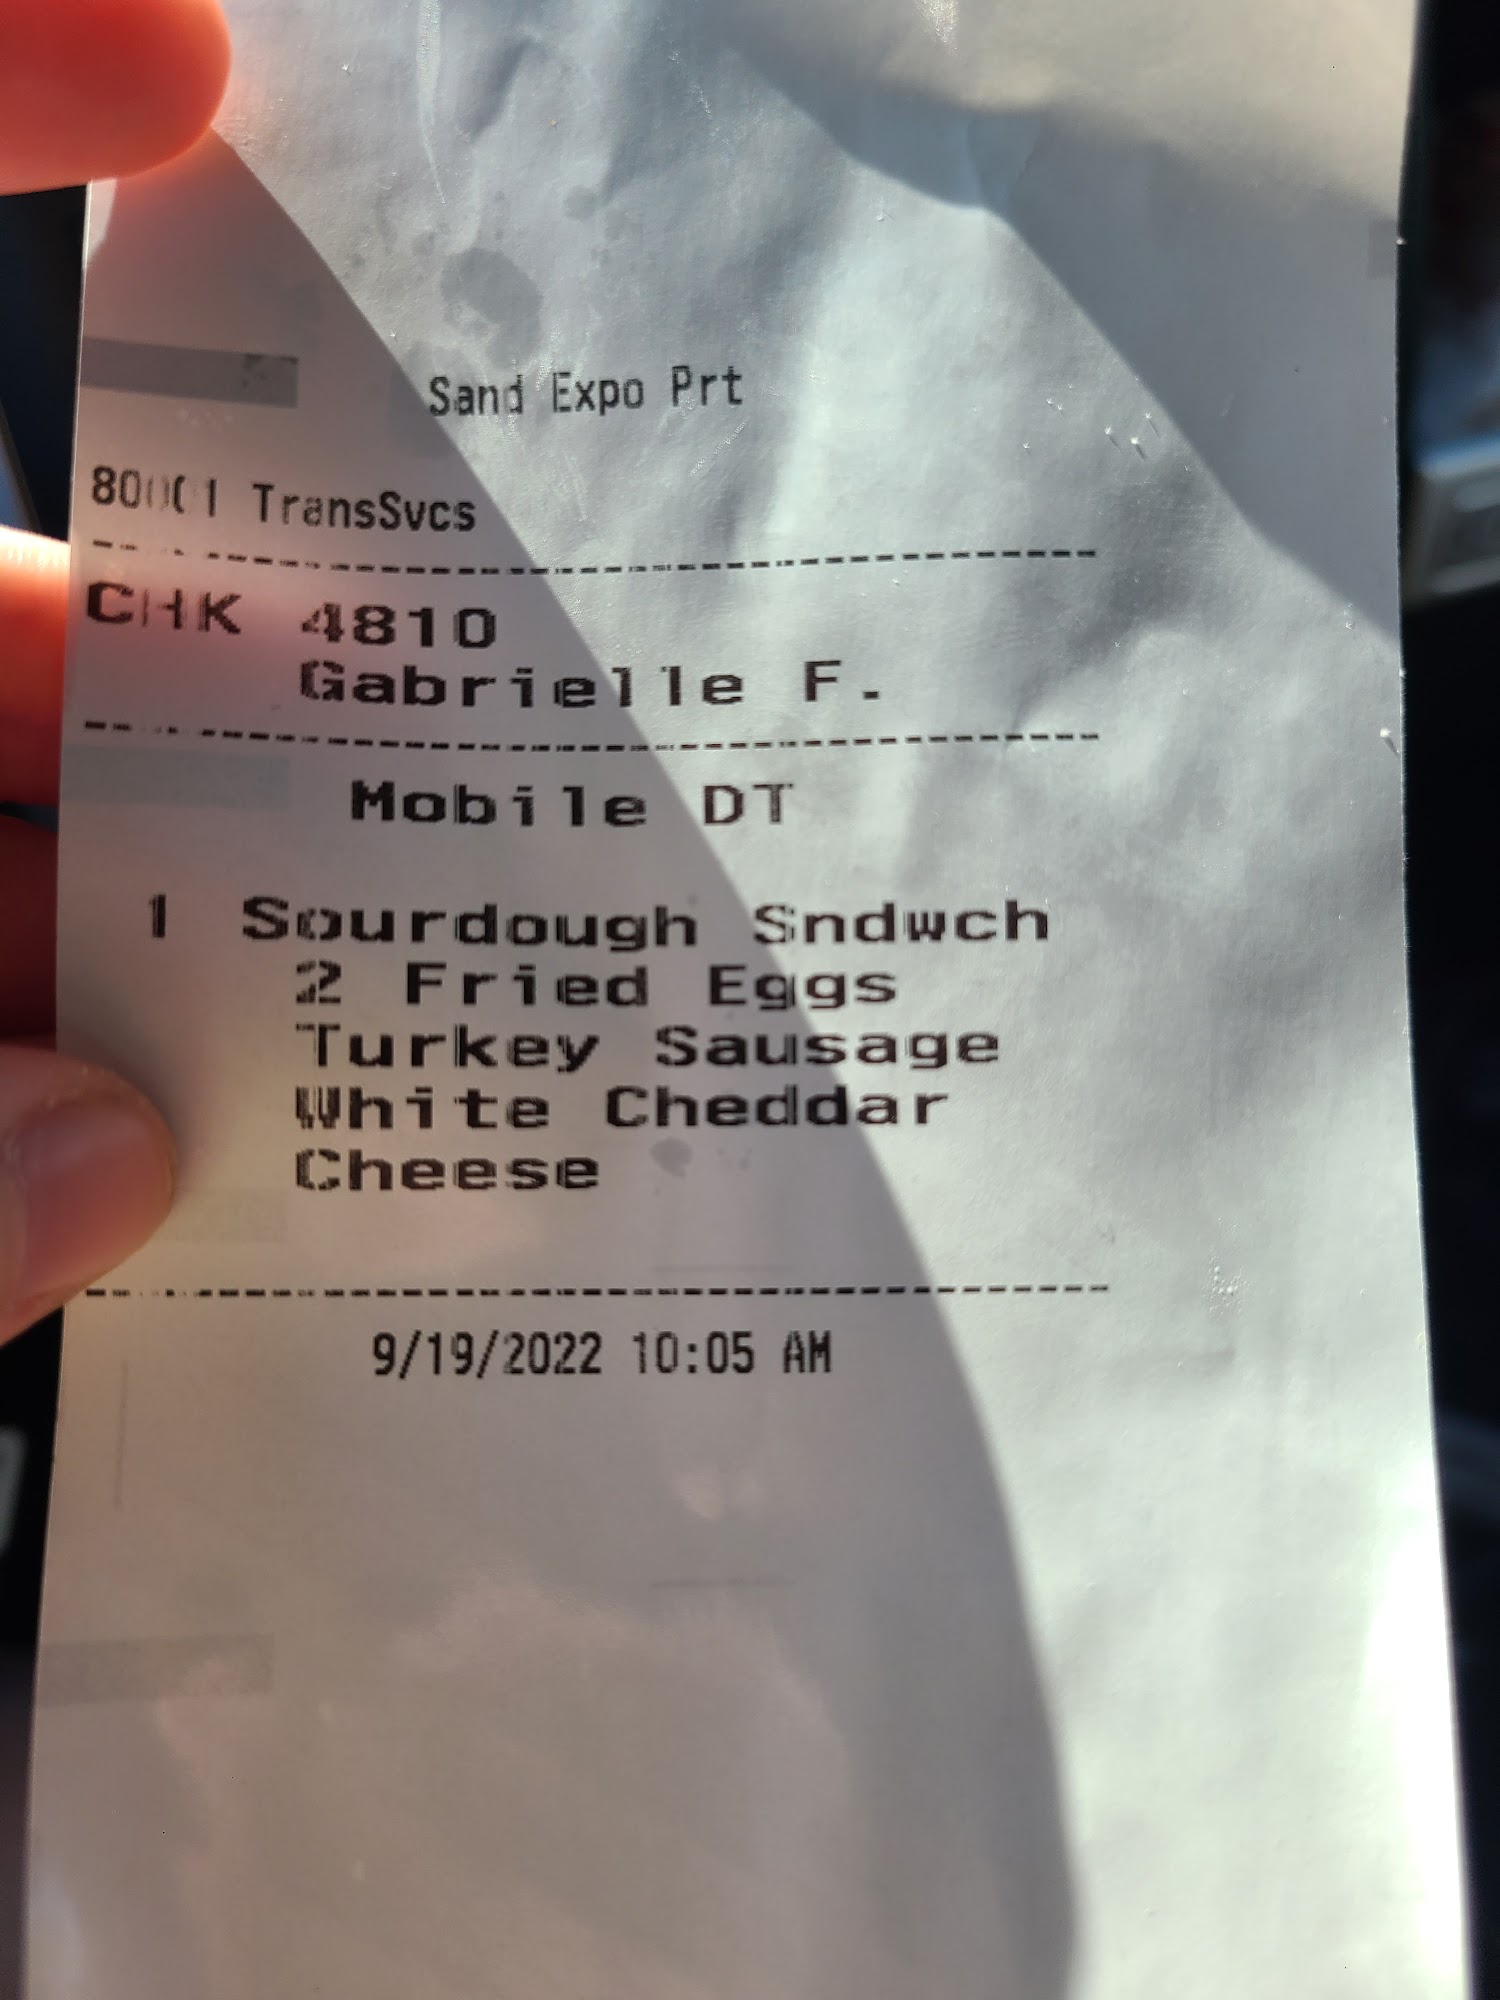 Sand Expo Prt
80001 TransSvcs
CHK 4810
Gabrielle F.
Mobile DT
1 Sourdough Sndwch
2 Fried Eggs
Turkey Sausage
White Cheddar
Cheese
9/19/2022 10:05 AM